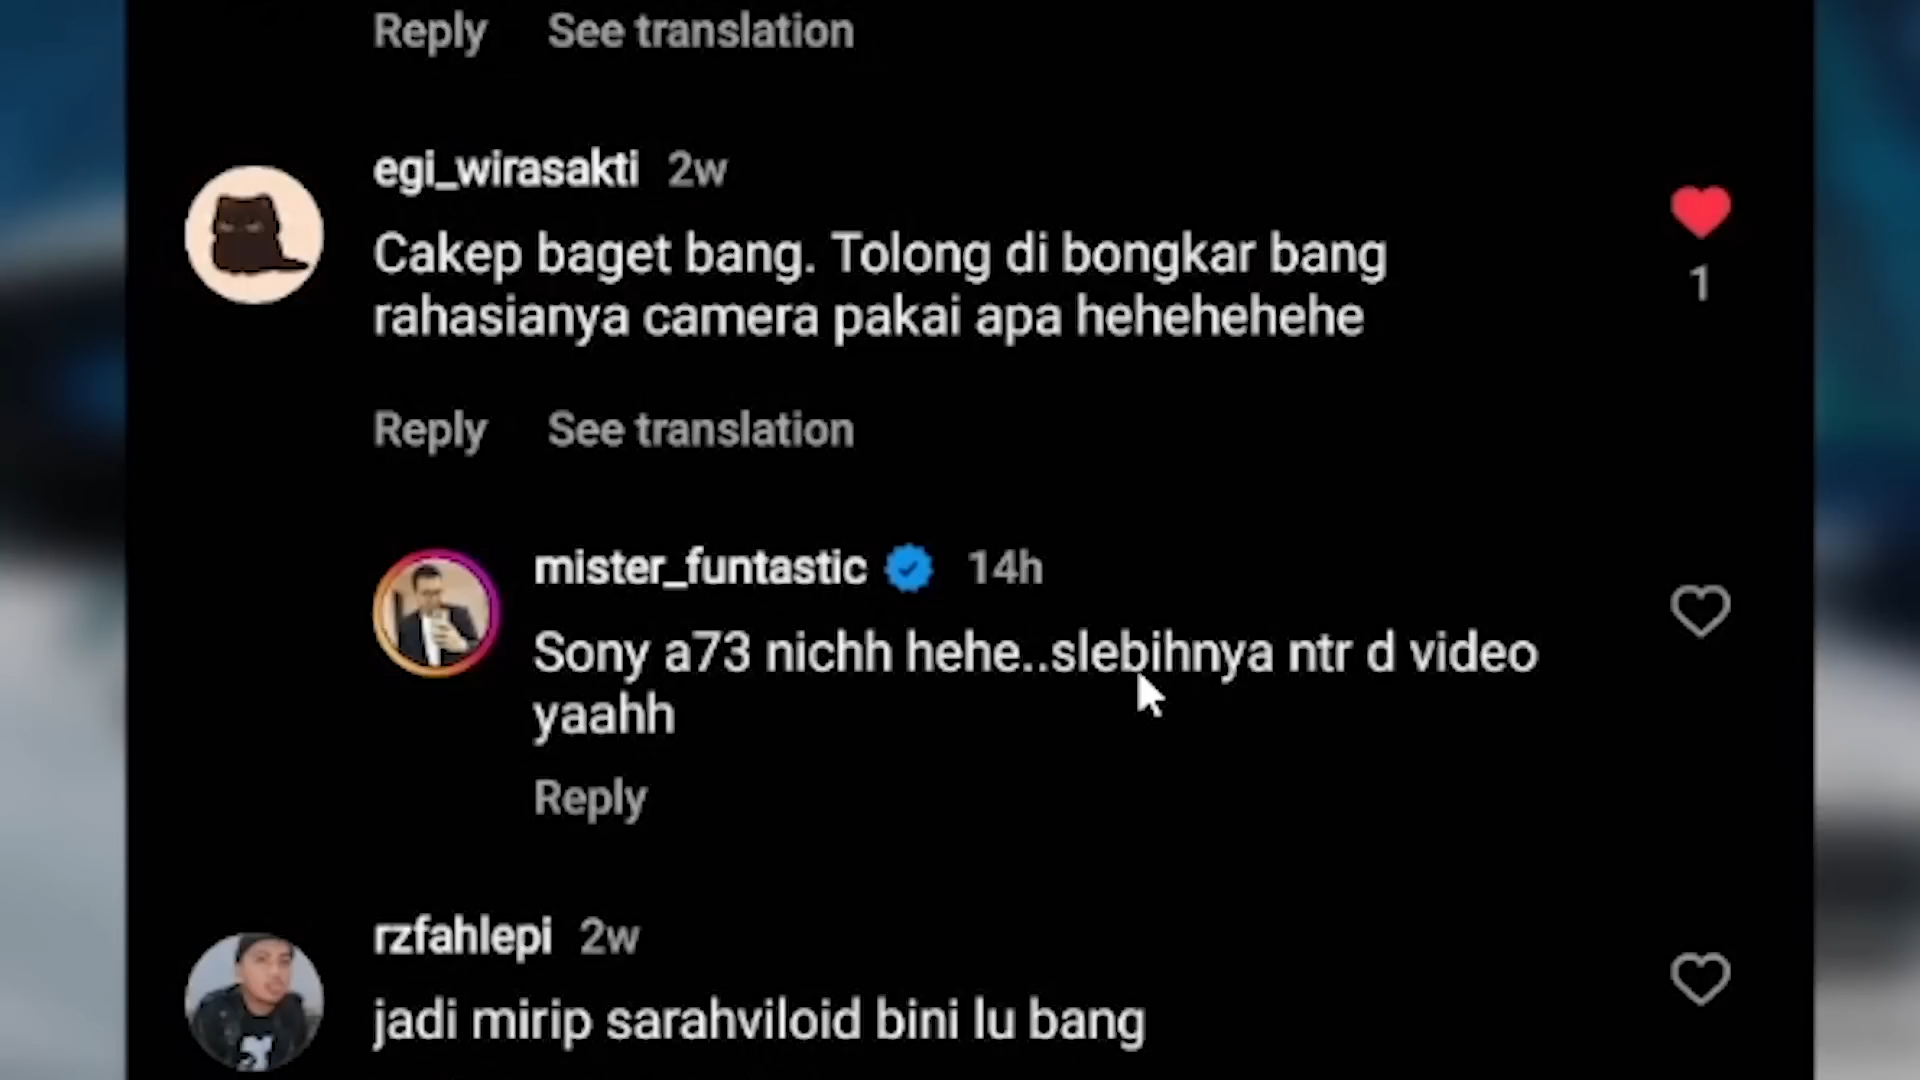 Reply See translation
egi_wirasakti 2w
Cakep baget bang. Tolong di bongkar bang
rahasianya camera pakai apa hehehehehe
1
Reply See translation
mister_funtastic 14h
Sony a73 nichh hehe..slebihnya ntr d video
yaahh
Reply
rzfahlepi 2w
jadi mirip sarahviloid bini lu bang